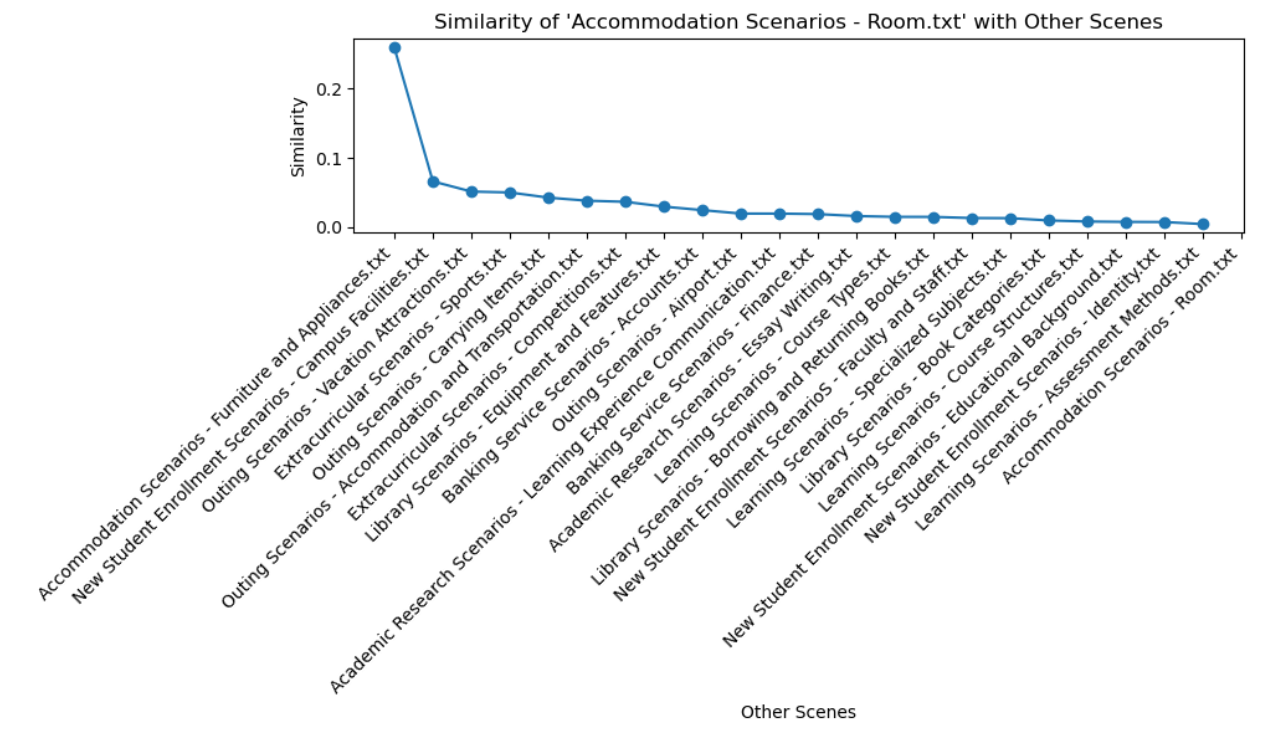 Similarity of 'Accommodation Scenarios - Room.txt' with Other Scenes
Similarity
0.2
0.1
0.0
Accommodation Scenarios - Furniture and Appliances.txt
New Student Enrollment Scenarios - Campus Facilities.txt
Outing Scenarios - Vacation Attractions.txt
Extracurricular Scenarios - Sports.txt
Outing Scenarios - Carrying Items.txt
Outing Scenarios - Accommodation and Transportation.txt
Extracurricular Scenarios - Competitions.txt
Library Scenarios - Equipment and Features.txt
Banking Service Scenarios - Accounts.txt
Outing Scenarios - Airport.txt
Academic Research Scenarios - Learning Experience Communication.txt
Banking Service Scenarios - Finance.txt
Academic Research Scenarios - Essay Writing.txt
Learning Scenarios - Course Types.txt
Library Scenarios - Borrowing and Returning Books.txt
New Student Enrollment Scenarios - Faculty and Staff.txt
Learning Scenarios - Specialized Subjects.txt
Library Scenarios - Book Categories.txt
Learning Scenarios - Course Structures.txt
New Student Enrollment Scenarios - Educational Background.txt
New Student Enrollment Scenarios - Identity.txt
Learning Scenarios - Assessment Methods.txt
Accommodation Scenarios - Room.txt
Other Scenes